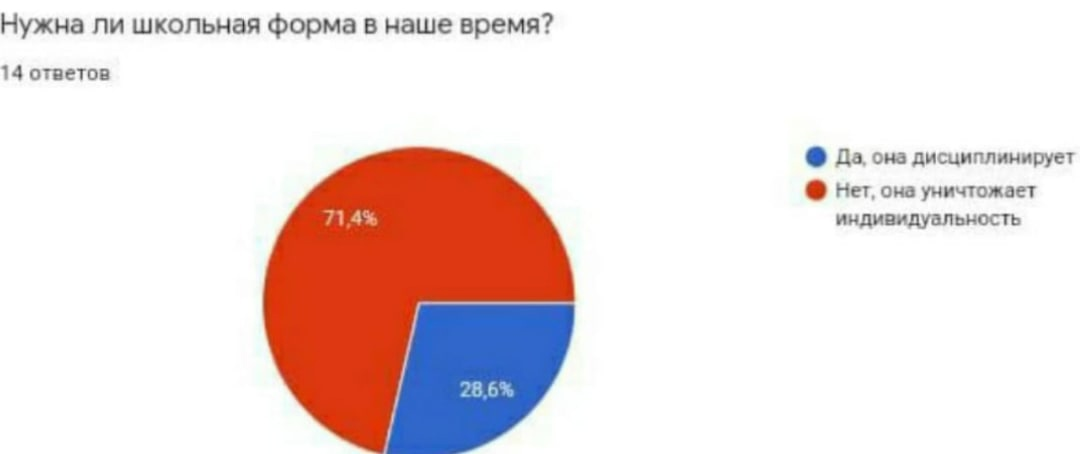 Нужна ли школьная форма в наше время?
14 ответов
Да, она дисциплинирует
Нет, она уничтожает
индивидуальность
71,4%
28,6%